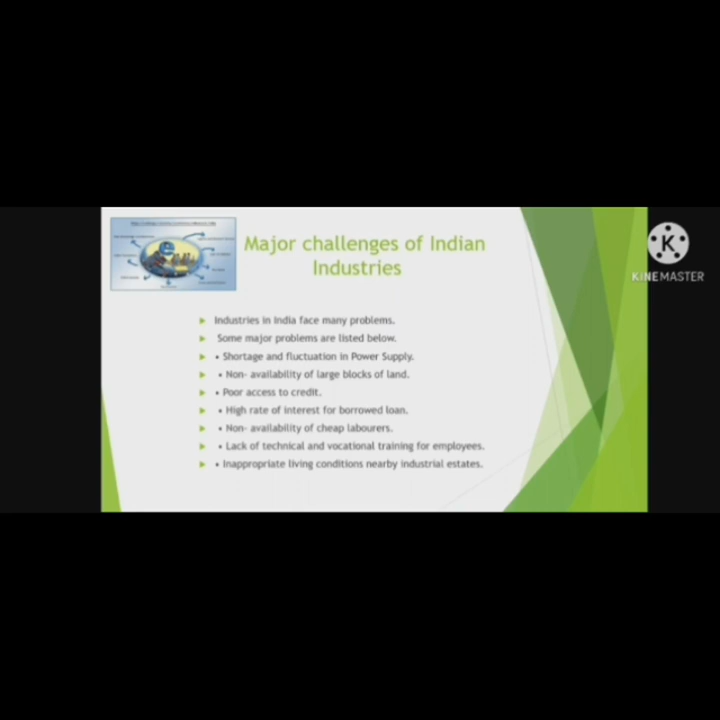 Major challenges of Indian
Industries
KINEMASTER
Industries in India face many problems.
Some major problems are listed below.
• Shortage and fluctuation in Power Supply.
• Non- availability of large blocks of land.
• Poor access to credit.
• High rate of interest for borrowed loan.
• Non- availability of cheap labourers.
• Lack of technical and vocational training for employees.
• Inappropriate living conditions nearby industrial estates.